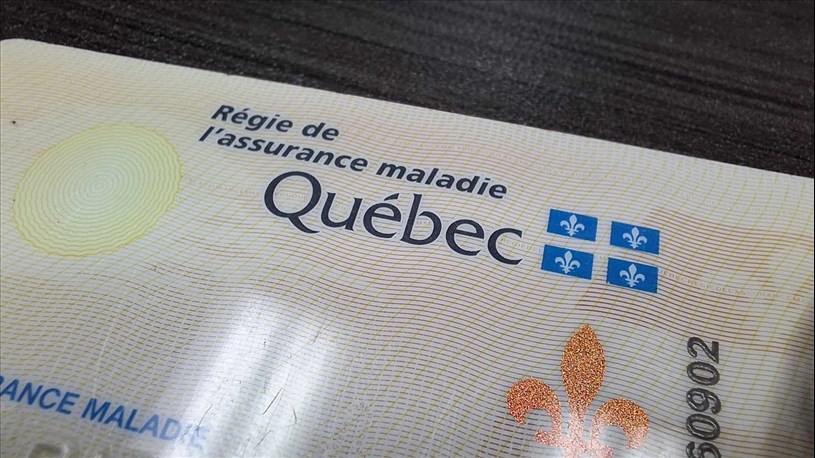 Régie de
l'assurance maladie
Québec
RANCE MALADIE
60902